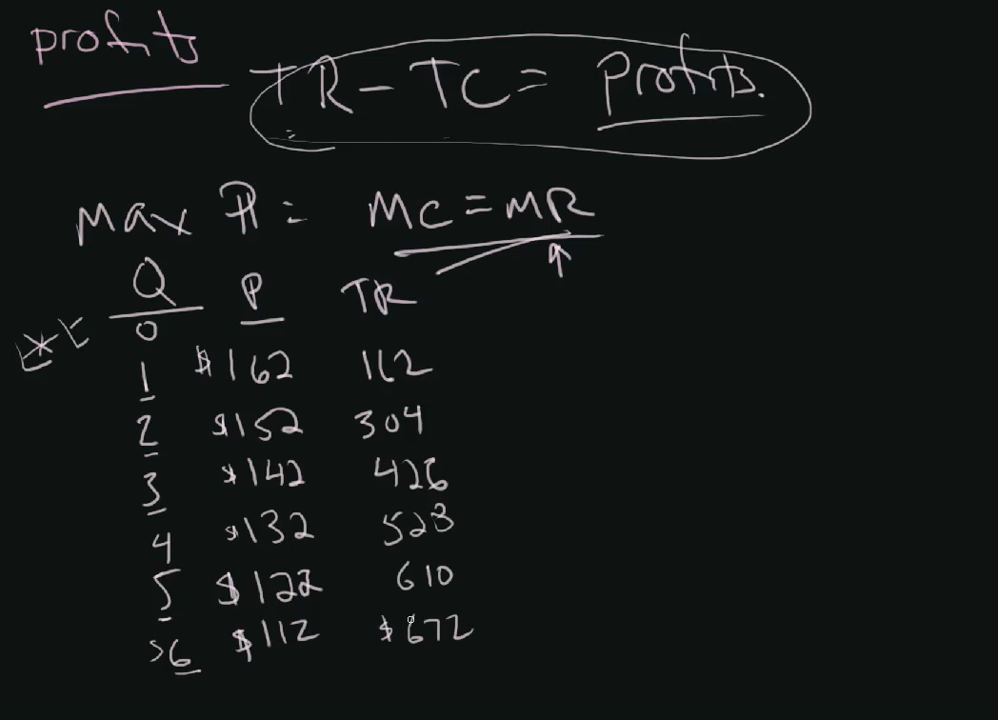 profits
TR - TC = Profits.
Max π = MC = MR
Q P TR
0
1 $162 162
2 $152 304
3 $142 426
4 $132 528
5 $122 610
6 $112 $672